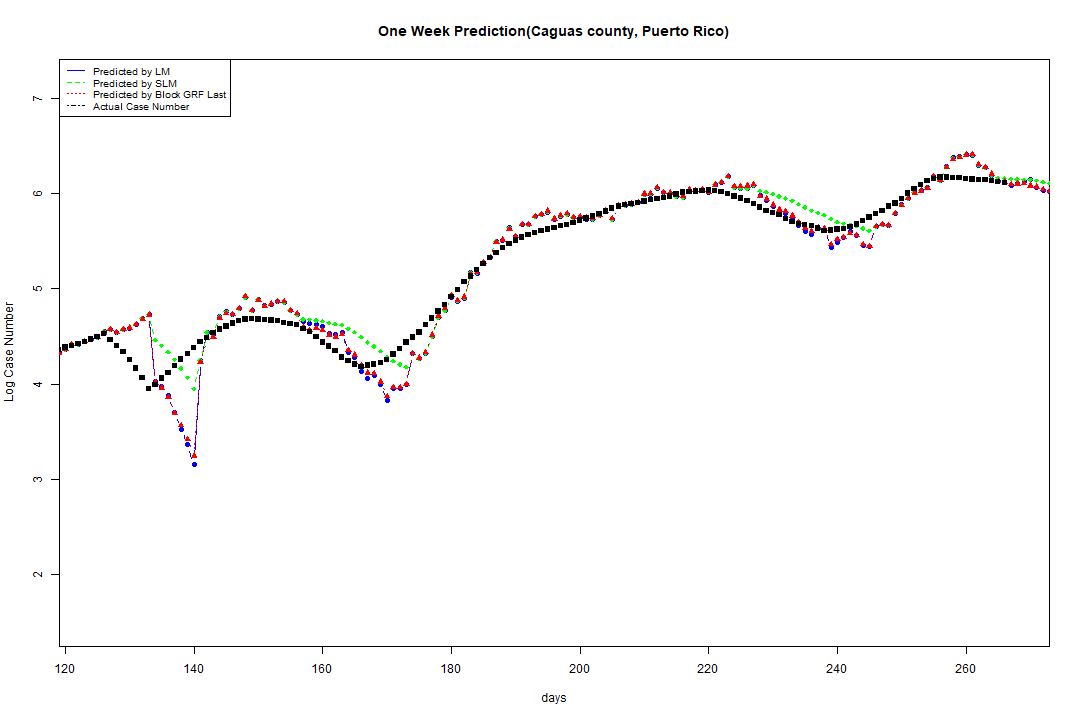 One Week Prediction(Caguas county, Puerto Rico)
Predicted by LM
Predicted by SLM
Predicted by Block GRF Last
Actual Case Number
7
6
5
4
3
2
Log Case Number
120 140 160 180 200 220 240 260
days